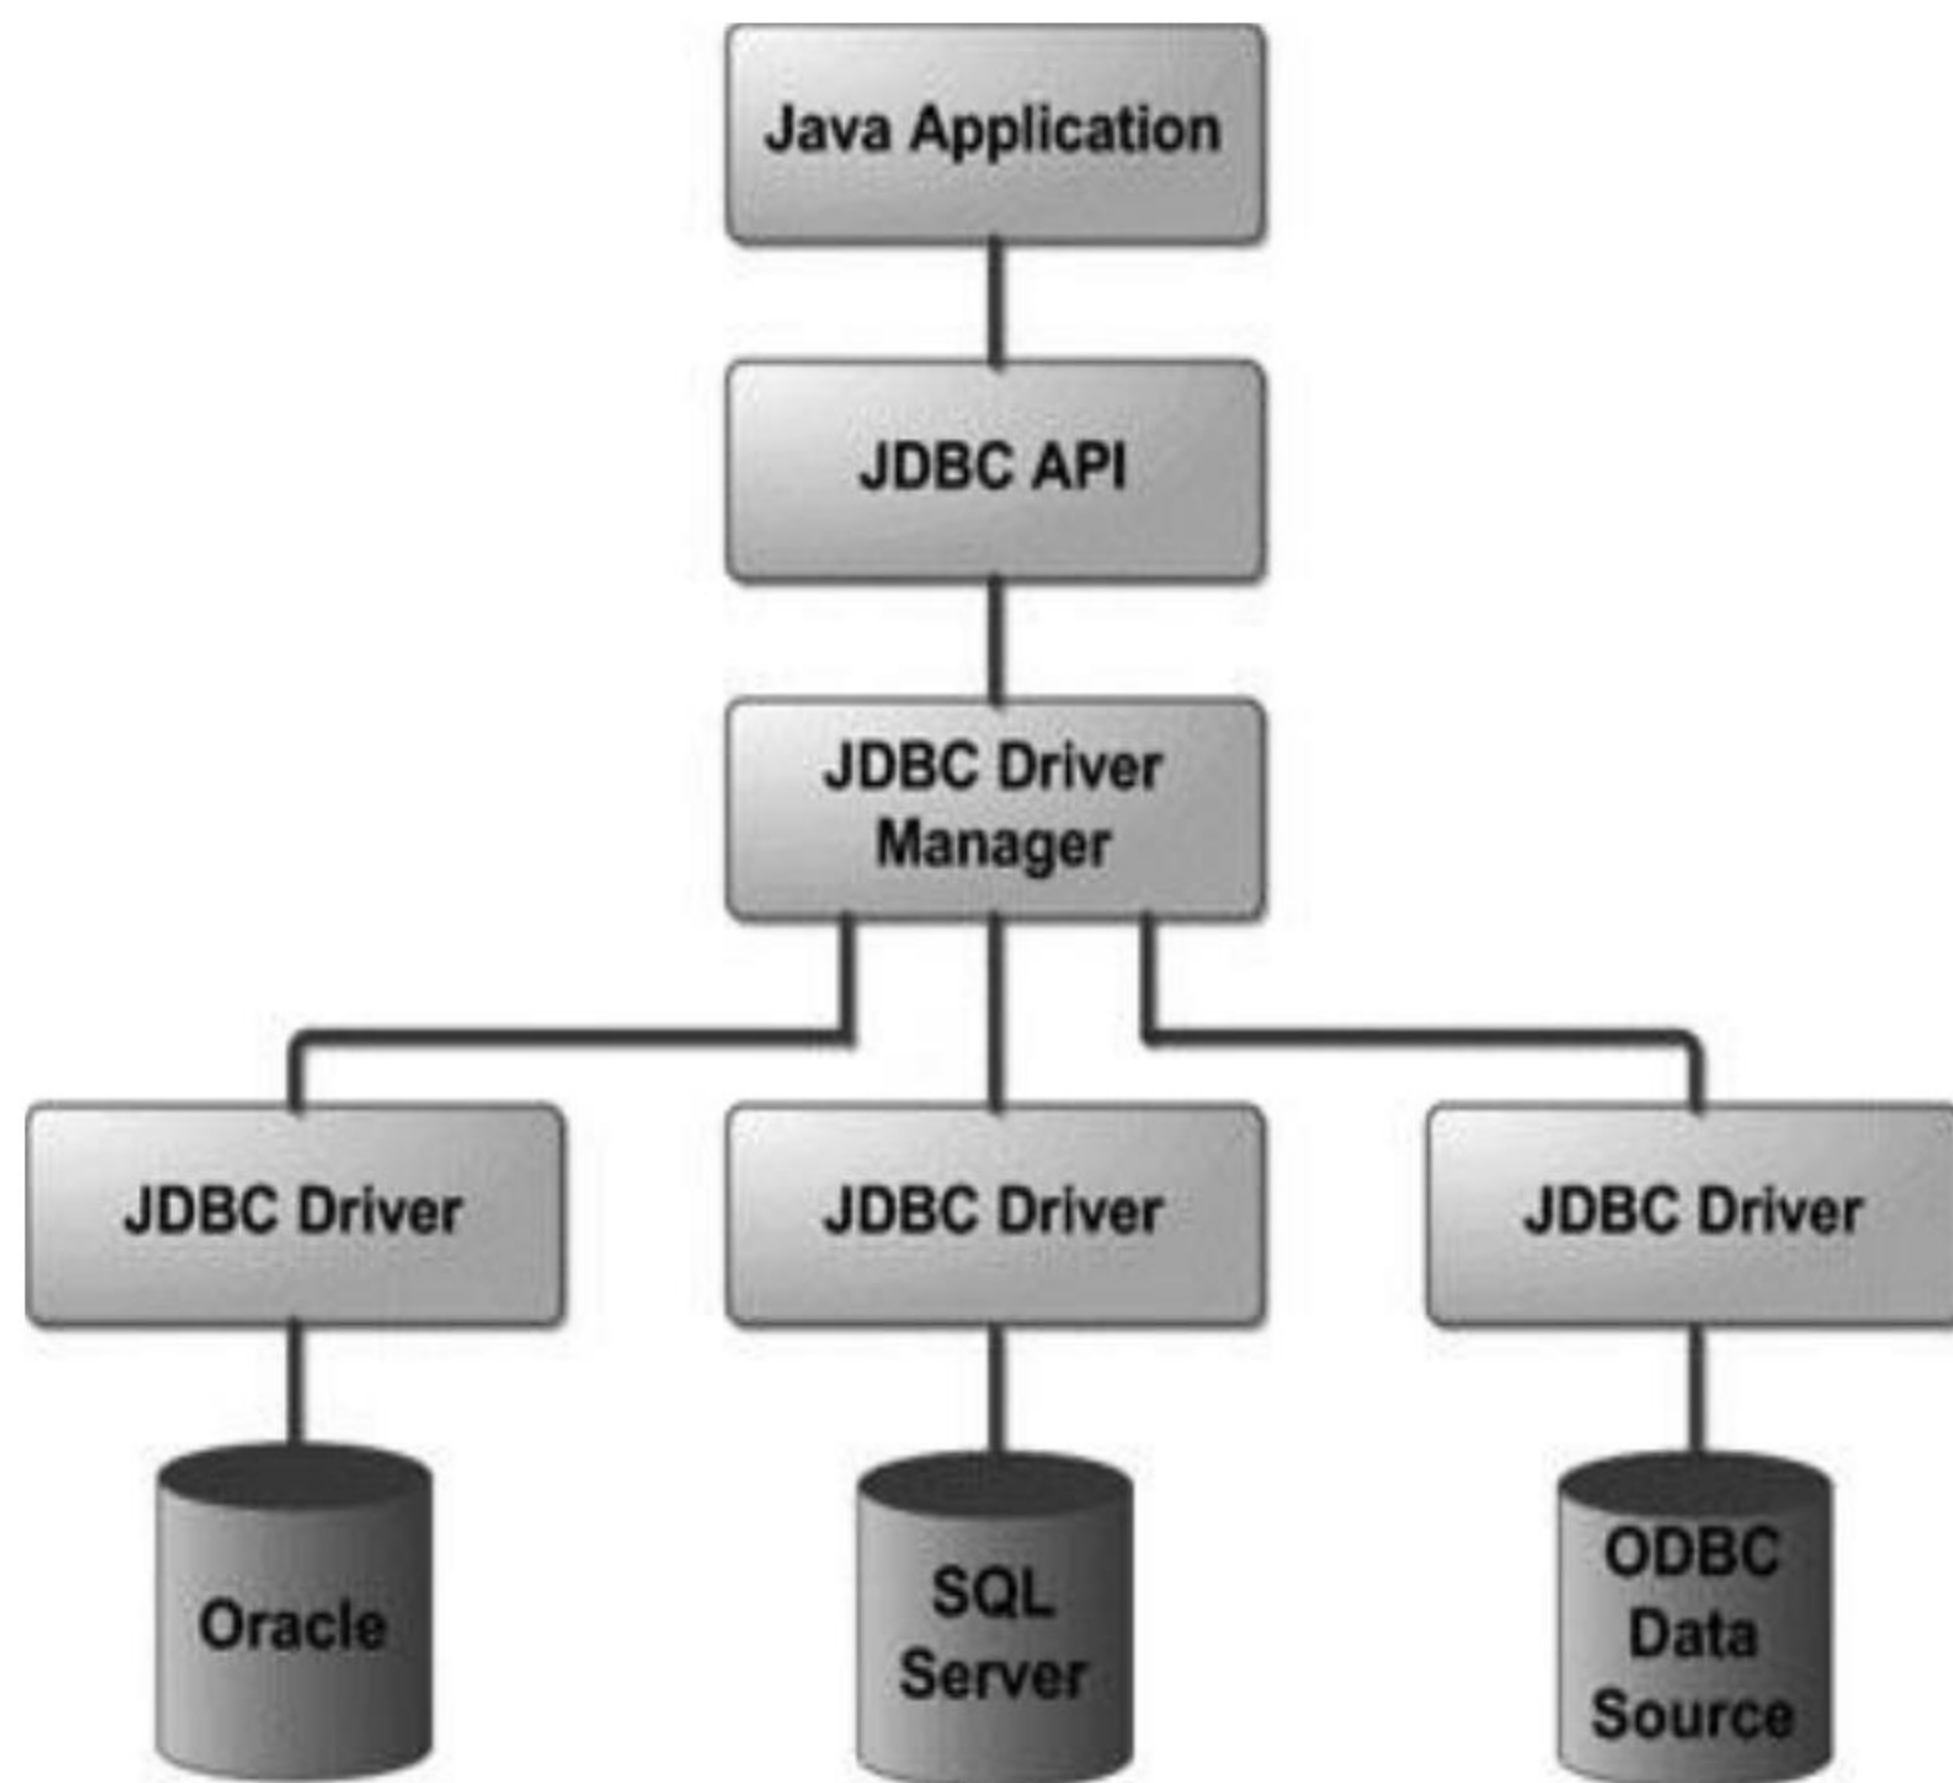 Java Application
JDBC API
JDBC Driver
Manager
JDBC Driver
JDBC Driver
JDBC Driver
Oracle
SQL
Server
ODBC
Data
Source